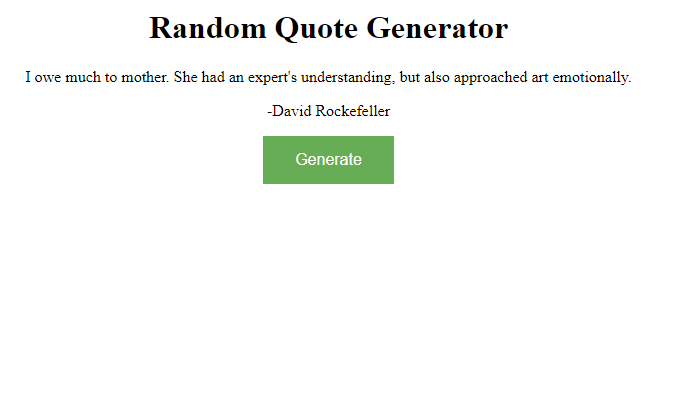 Random Quote Generator
I owe much to mother. She had an expert's understanding, but also approached art emotionally.
-David Rockefeller
Generate